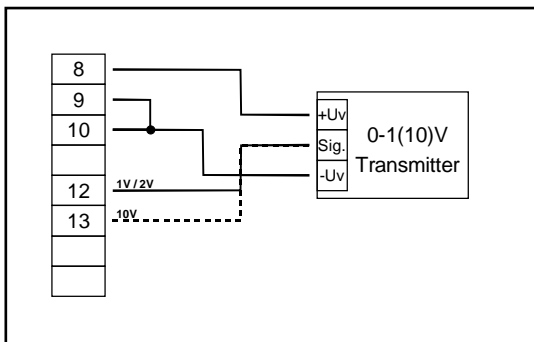 8
9
10
12
13
1V / 2V
10V
+Uv
Sig.
-Uv
0-1(10)V
Transmitter